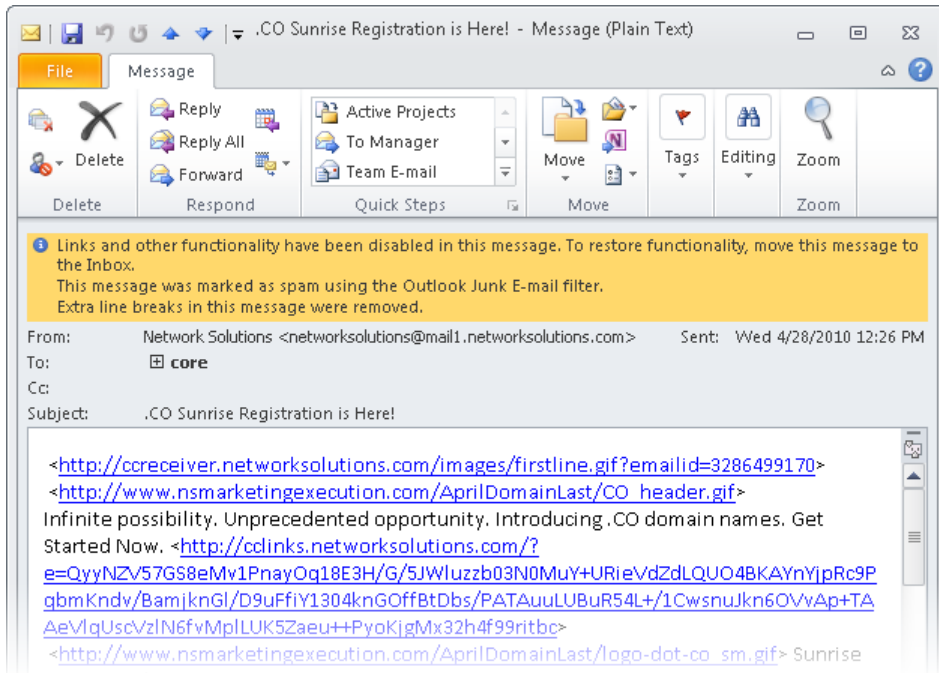 .CO Sunrise Registration is Here! - Message (Plain Text)
File
Message
Reply
Reply All
Forward
Delete
Active Projects
To Manager
Team E-mail
Move
Tags
Editing
Zoom
Delete
Respond
Quick Steps
Move
Zoom
Links and other functionality have been disabled in this message. To restore functionality, move this message to
the Inbox.
This message was marked as spam using the Outlook Junk E-mail filter.
Extra line breaks in this message were removed.
From: Network Solutions <networksolutions@mail1.networksolutions.com> Sent: Wed 4/28/2010 12:26 PM
To: core
Cc:
Subject: .CO Sunrise Registration is Here!
<http://ccreceiver.networksolutions.com/images/firstline.gif?emailid=3286499170>
<http://www.nsmarketingexecution.com/AprilDomainLast/CO_header.gif>
Infinite possibility. Unprecedented opportunity. Introducing .CO domain names. Get
Started Now. <http://cclinks.networksolutions.com/?
e=QyyNZV57GS8eMv1PnayOq18E3H/G/5JWluzzb03N0MuY+URieVdZdLQUO4BKAYnYjpRc9P
qbmKndv/BamjknGl/D9uFfiY1304knGOffBtDbs/PATAuuLUBuR54L+/1CwsnuJkn6OVvAp+TA
AeVlqUscVzlN6fvMplLUK5Zaeu++PyoKjgMx32h4f99ritbc>
<http://www.nsmarketingexecution.com/AprilDomainLast/logo-dot-co_sm.gif> Sunrise